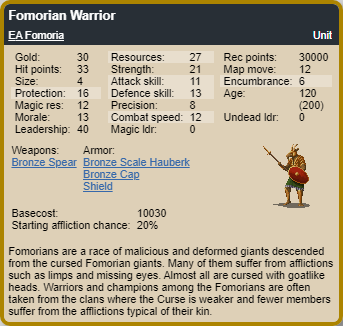 Fomorian Warrior
EA Fomoria Unit
Gold: 30 Resources: 27 Rec points: 30000
Hit points: 33 Strength: 21 Map move: 12
Size: 4 Attack skill: 11 Encumbrance: 6
Protection: 16 Defence skill: 13 Age: 120
Magic res: 12 Precision: 8 (200)
Morale: 13 Combat speed: 12 Undead ldr: 0
Leadership: 40 Magic ldr: 0
Weapons: Armor:
Bronze Spear Bronze Scale Hauberk
Bronze Cap
Shield
Basecost: 10030
Starting affliction chance: 20%
Fomorians are a race of malicious and deformed giants descended
from the cursed Fomorian giants. Many of them suffer from afflictions
such as limps and missing eyes. Almost all are cursed with goatlike
heads. Warriors and champions among the Fomorians are often
taken from the clans where the Curse is weaker and fewer members
suffer from the afflictions typical of their kin.